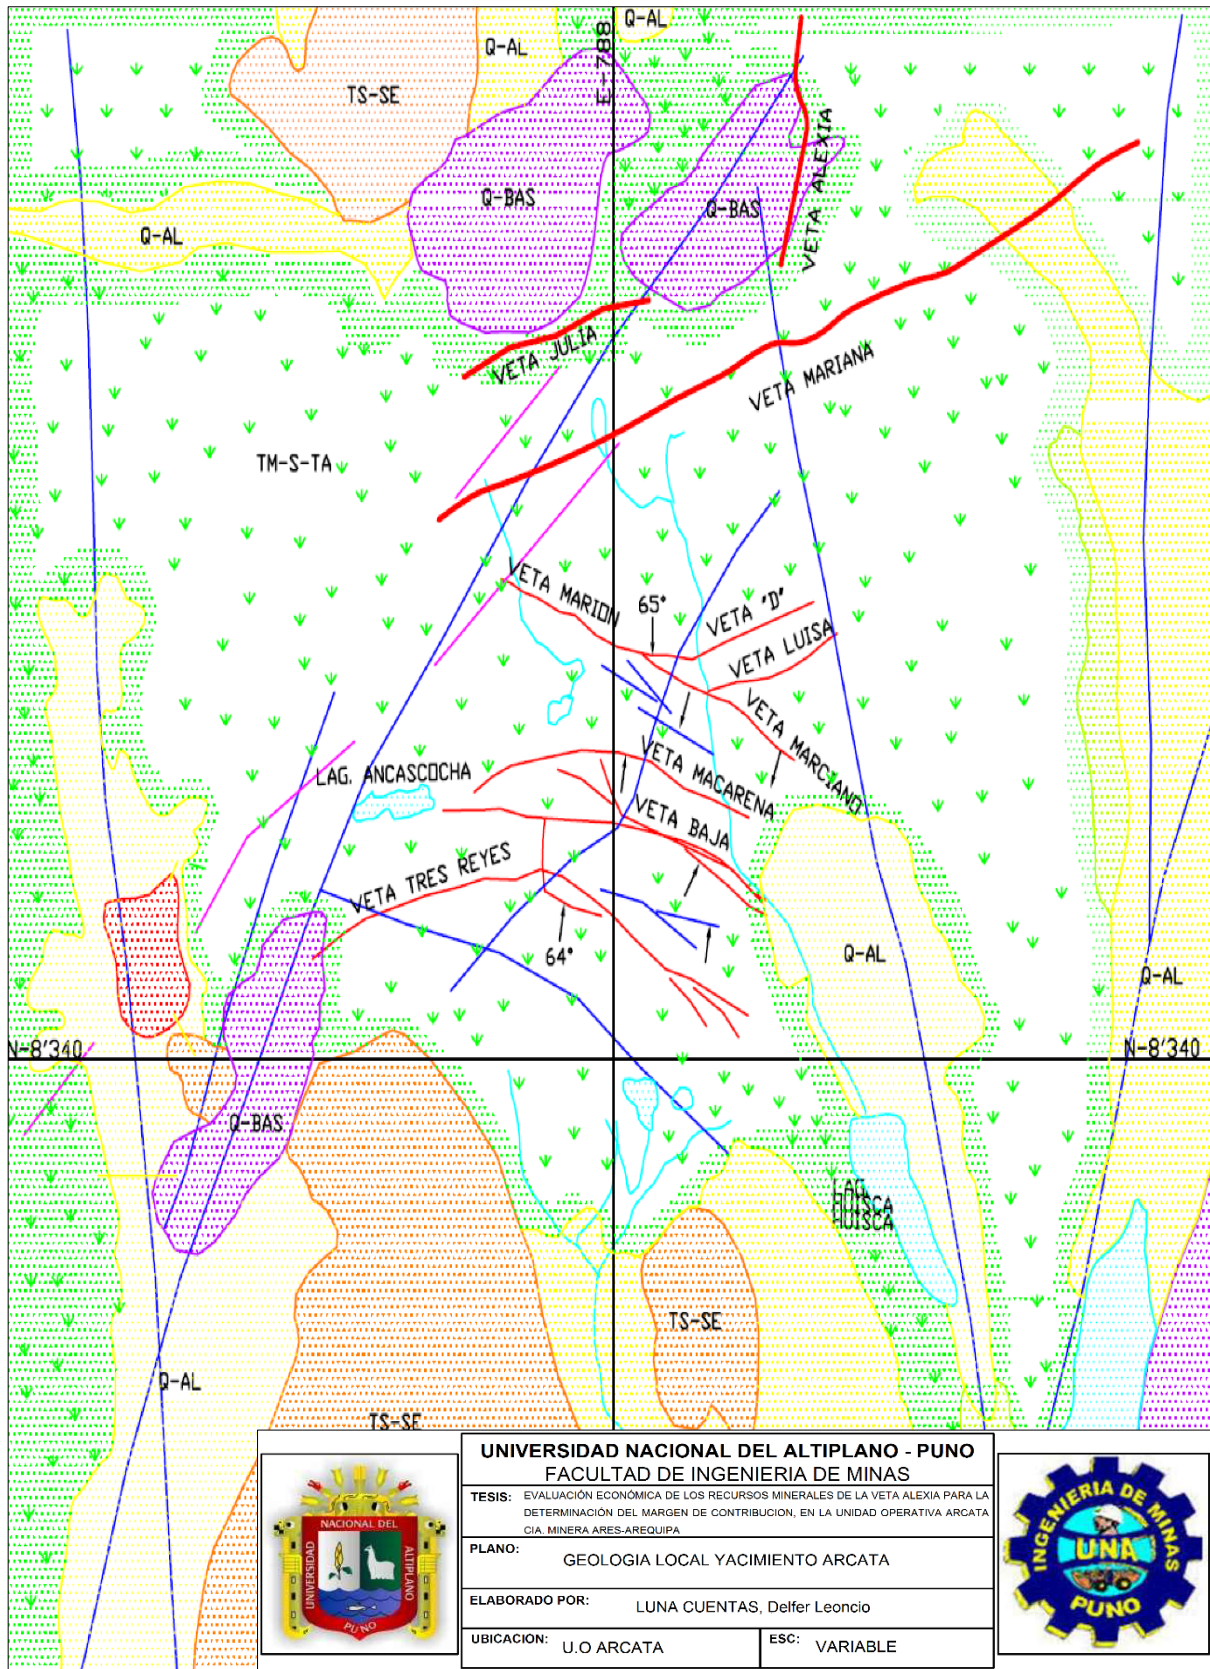 Q-AL
Q-AL
E-788
TS-SE
Q-BAS
Q-BAS
VETA ALEXIA
Q-AL
VETA JULIA
VETA MARIANA
TM-S-TA
VETA MARION
65°
VETA "D"
VETA LUISA
VETA MARCIANO
LAG. ANCASCOCHA
VETA MACARENA
VETA BAJA
VETA TRES REYES
64°
Q-AL
Q-AL
N-8'340
N-8'340
Q-BAS
LAG.
HUISCA
HUISCA
TS-SE
Q-AL
TS-SE
UNIVERSIDAD NACIONAL DEL ALTIPLANO - PUNO
FACULTAD DE INGENIERIA DE MINAS
TESIS: EVALUACIÓN ECONÓMICA DE LOS RECURSOS MINERALES DE LA VETA ALEXIA PARA LA
DETERMINACIÓN DEL MARGEN DE CONTRIBUCION, EN LA UNIDAD OPERATIVA ARCATA
CIA. MINERA ARES-AREQUIPA
PLANO: GEOLOGIA LOCAL YACIMIENTO ARCATA
ELABORADO POR: LUNA CUENTAS, Delfer Leoncio
UBICACION: U.O ARCATA
ESC: VARIABLE
UNIVERSIDAD
NACIONAL DEL
ALTIPLANO
PUNO
INGENIERIA DE MINAS
UNA
PUNO